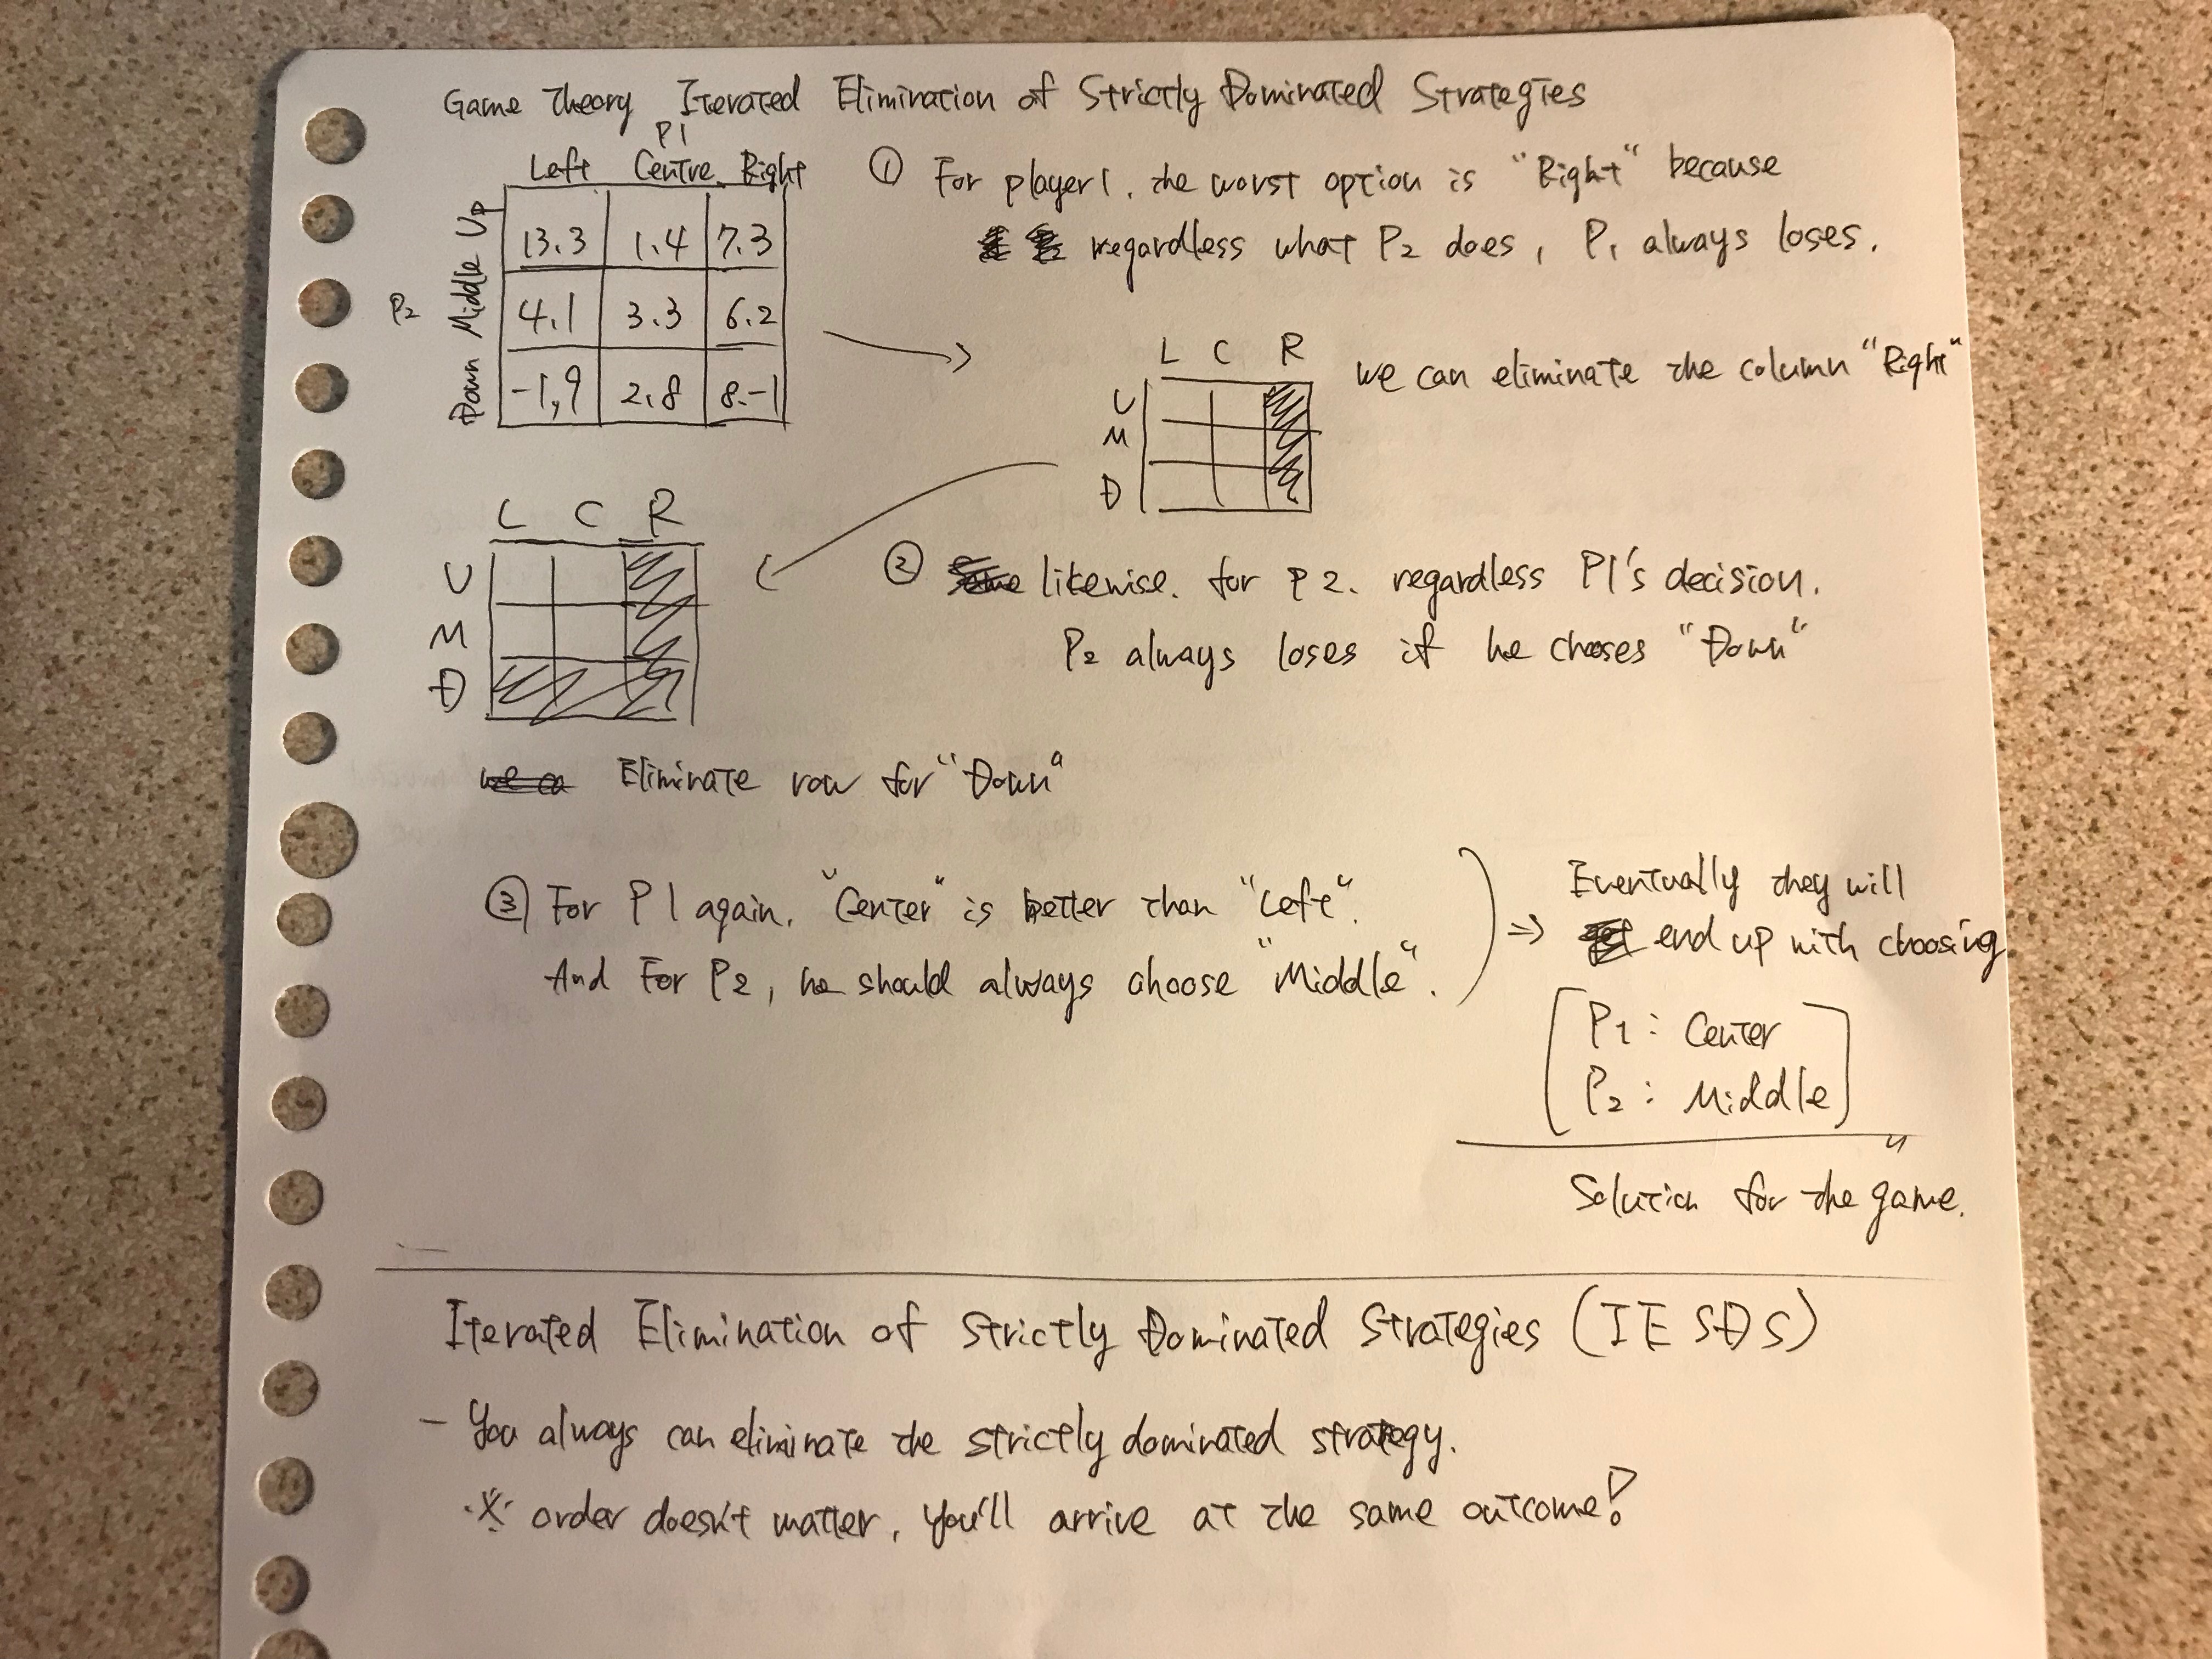 Game Theory Iterated Elimination of Strictly Dominated Strategies
P1
Left Centre Right
Up 13.3 1.4 7.3
P2 Middle 4.1 3.3 6.2
Down -1,9 2.8 8.-1
① For player1. the worst option is "Right" because
regardless what P2 does, P1 always loses.
L C R
U
M
D
we can eliminate the column "Right"
L C R
U
M
D
② likewise. for P2. regardless P1's decision.
P2 always loses if he chooses "Down"
Eliminate row for "Down"
③ For P1 again. "Center" is better than "Left".
And For P2, he should always choose "Middle".
⇒ Eventually they will
end up with choosing
P1 : Center
P2 : Middle
"
Solution for the game.
Iterated Elimination of Strictly Dominated Strategies (IESDS)
- You always can eliminate the strictly dominated strategy.
※ order doesn't matter, you'll arrive at the same outcome!